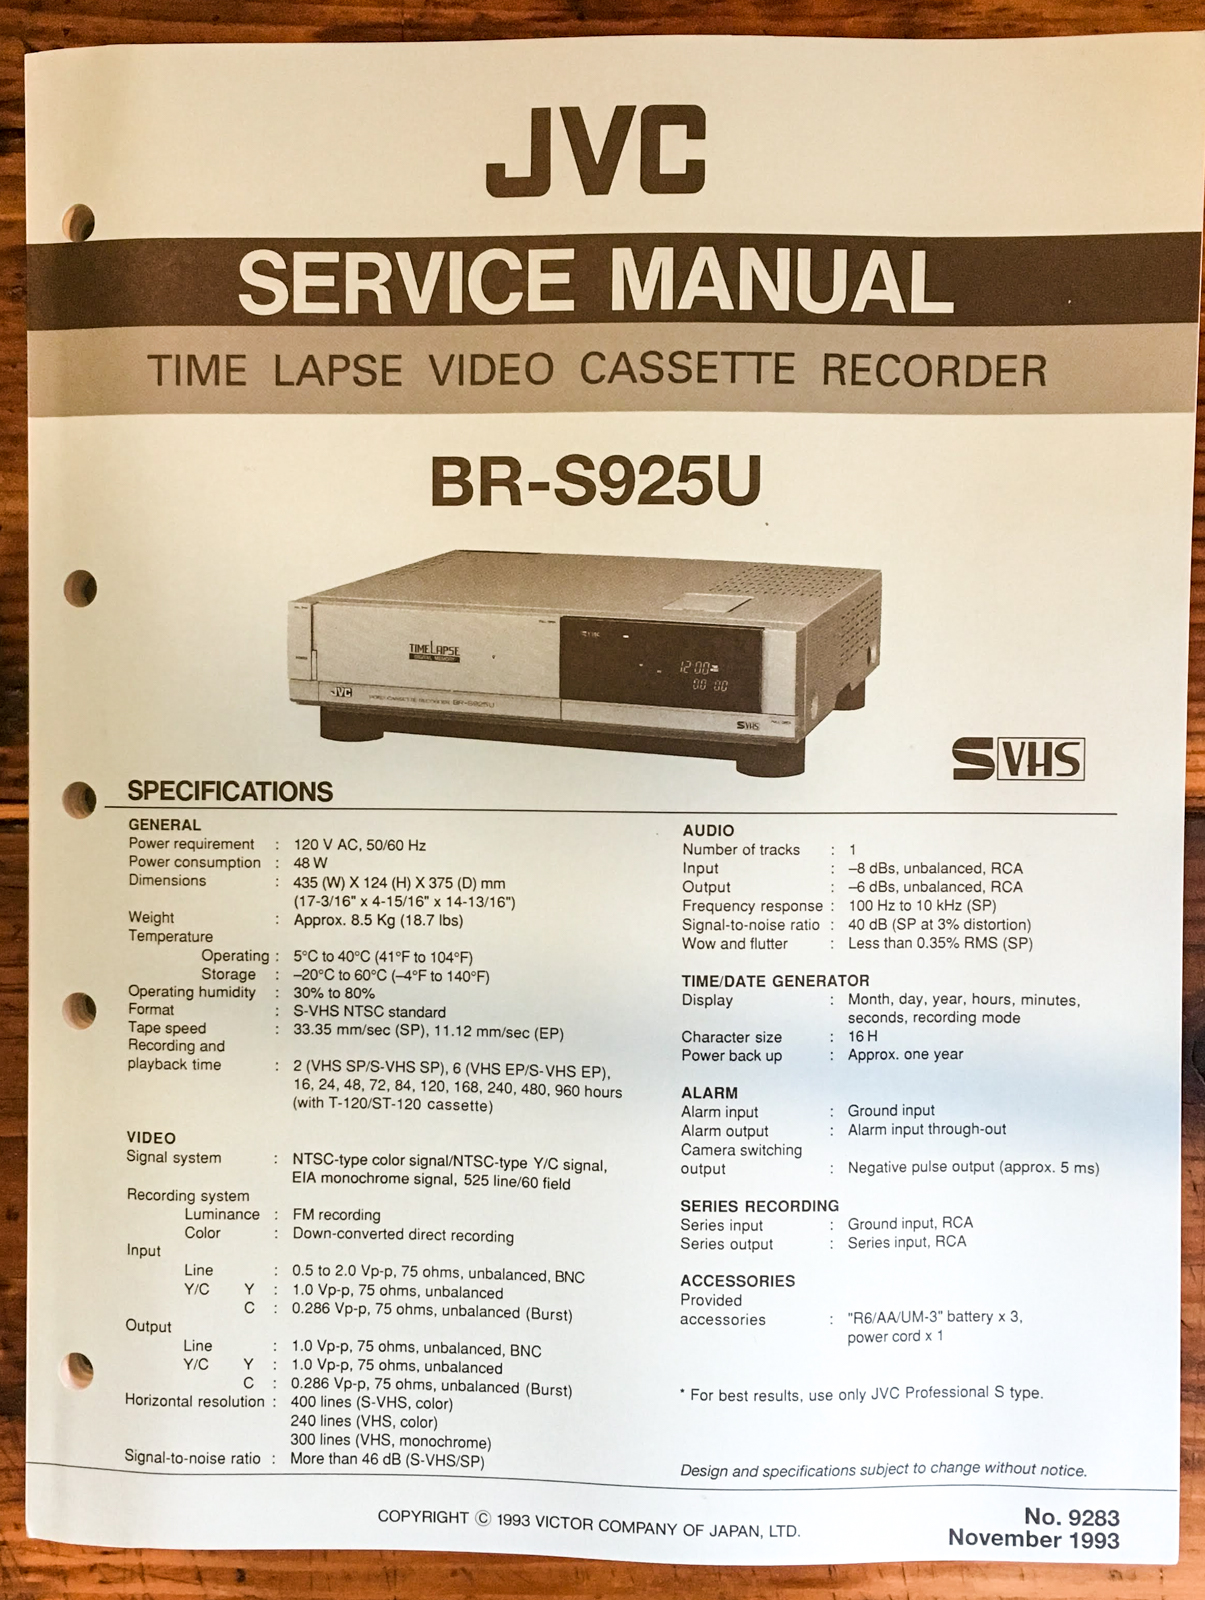 JVC
SERVICE MANUAL
TIME LAPSE VIDEO CASSETTE RECORDER
BR-S925U
TIME LAPSE
JVC
BR-S925U
12:00
00 00
S VHS
S VHS
SPECIFICATIONS
GENERAL
Power requirement : 120 V AC, 50/60 Hz
Power consumption : 48 W
Dimensions : 435 (W) X 124 (H) X 375 (D) mm
(17-3/16" x 4-15/16" x 14-13/16")
Weight : Approx. 8.5 Kg (18.7 lbs)
Temperature
Operating : 5°C to 40°C (41°F to 104°F)
Storage : –20°C to 60°C (–4°F to 140°F)
Operating humidity : 30% to 80%
Format : S-VHS NTSC standard
Tape speed : 33.35 mm/sec (SP), 11.12 mm/sec (EP)
Recording and
playback time : 2 (VHS SP/S-VHS SP), 6 (VHS EP/S-VHS EP),
16, 24, 48, 72, 84, 120, 168, 240, 480, 960 hours
(with T-120/ST-120 cassette)
VIDEO
Signal system : NTSC-type color signal/NTSC-type Y/C signal,
EIA monochrome signal, 525 line/60 field
Recording system
Luminance : FM recording
Color : Down-converted direct recording
Input
Line : 0.5 to 2.0 Vp-p, 75 ohms, unbalanced, BNC
Y/C Y : 1.0 Vp-p, 75 ohms, unbalanced
C : 0.286 Vp-p, 75 ohms, unbalanced (Burst)
Output
Line : 1.0 Vp-p, 75 ohms, unbalanced, BNC
Y/C Y : 1.0 Vp-p, 75 ohms, unbalanced
C : 0.286 Vp-p, 75 ohms, unbalanced (Burst)
Horizontal resolution : 400 lines (S-VHS, color)
240 lines (VHS, color)
300 lines (VHS, monochrome)
Signal-to-noise ratio : More than 46 dB (S-VHS/SP)
AUDIO
Number of tracks : 1
Input : –8 dBs, unbalanced, RCA
Output : –6 dBs, unbalanced, RCA
Frequency response : 100 Hz to 10 kHz (SP)
Signal-to-noise ratio : 40 dB (SP at 3% distortion)
Wow and flutter : Less than 0.35% RMS (SP)
TIME/DATE GENERATOR
Display : Month, day, year, hours, minutes,
seconds, recording mode
Character size : 16 H
Power back up : Approx. one year
ALARM
Alarm input : Ground input
Alarm output : Alarm input through-out
Camera switching
output : Negative pulse output (approx. 5 ms)
SERIES RECORDING
Series input : Ground input, RCA
Series output : Series input, RCA
ACCESSORIES
Provided
accessories : "R6/AA/UM-3" battery x 3,
power cord x 1
* For best results, use only JVC Professional S type.
Design and specifications subject to change without notice.
COPYRIGHT © 1993 VICTOR COMPANY OF JAPAN, LTD.
No. 9283
November 1993